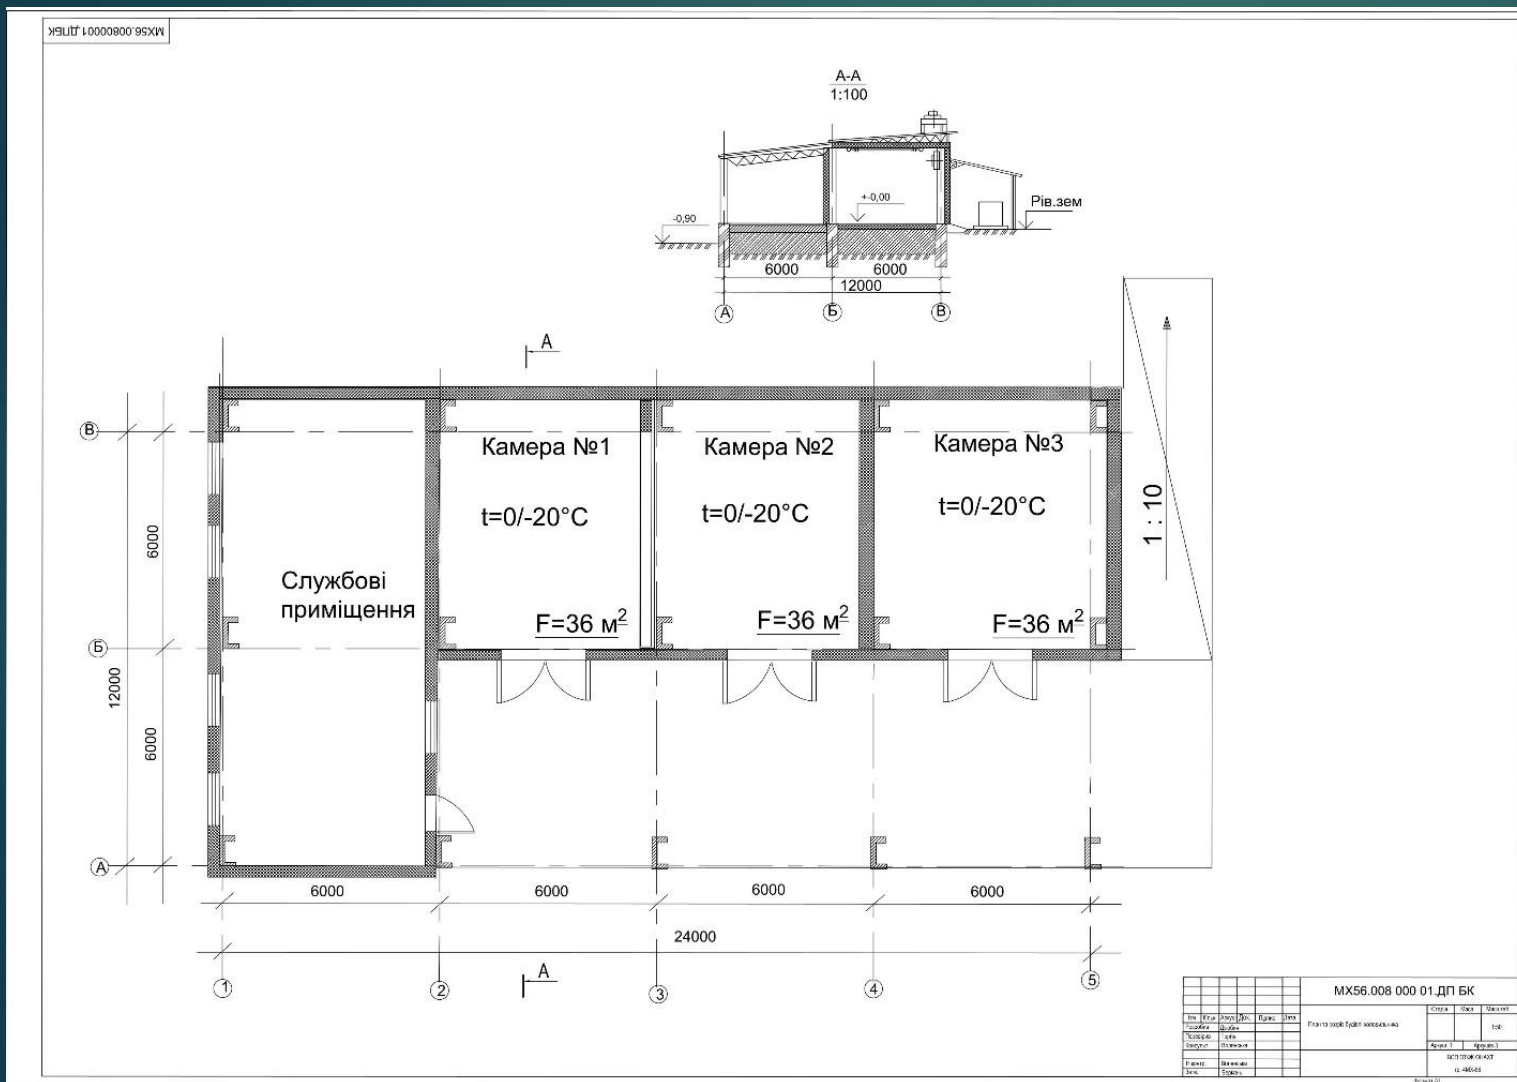 МХ56.00800001.ДПБК
А-А
1:100
+-0,00
-0,90
Рів.зем
6000
6000
12000
А
Б
В
А
В
Камера №1
Камера №2
Камера №3
t=0/-20°С
t=0/-20°С
t=0/-20°С
1 : 10
6000
Службові
приміщення
F=36 м²
F=36 м²
F=36 м²
Б
12000
6000
А
6000
6000
6000
6000
24000
А
1
2
3
4
5
МХ56.008 000 01.ДП БК